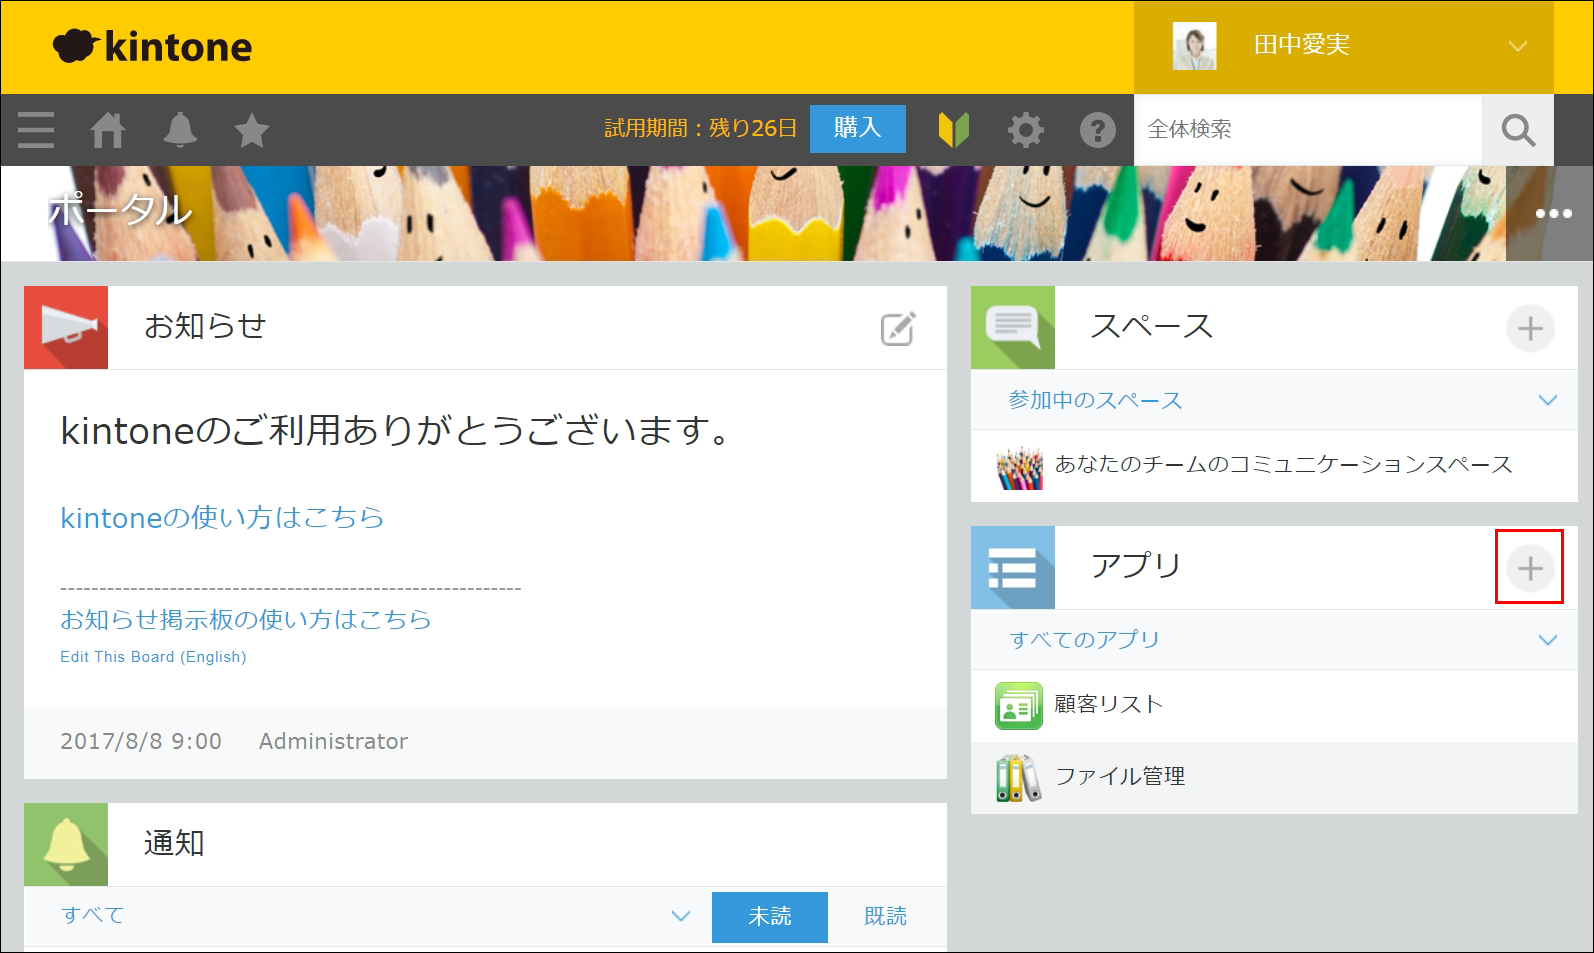 kintone
田中愛実
試用期間：残り26日
購入
全体検索
ポータル
お知らせ
kintoneのご利用ありがとうございます。
kintoneの使い方はこちら
-----------------------------------------------------------
お知らせ掲示板の使い方はこちら
Edit This Board (English)
2017/8/8 9:00 Administrator
通知
すべて
未読
既読
スペース
参加中のスペース
あなたのチームのコミュニケーションスペース
アプリ
すべてのアプリ
顧客リスト
ファイル管理